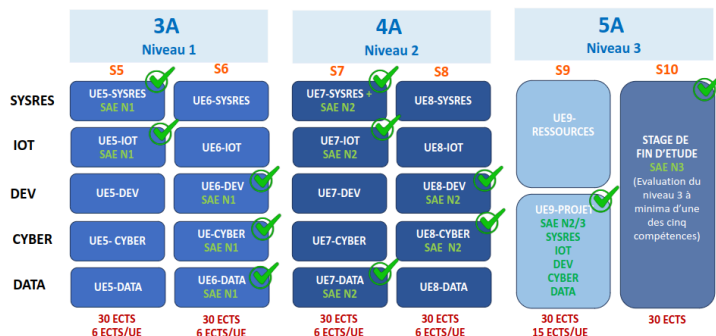 3A
Niveau 1
4A
Niveau 2
5A
Niveau 3
S5
S6
S7
S8
S9
S10
SYSRES
UE5-SYSRES
SAE N1
UE6-SYSRES
UE7-SYSRES +
SAE N2
UE8-SYSRES
IOT
UE5-IOT
SAE N1
UE6-IOT
UE7-IOT
SAE N2
UE8-IOT
DEV
UE5-DEV
UE6-DEV
SAE N1
UE7-DEV
UE8-DEV
SAE N2
CYBER
UE5- CYBER
UE-CYBER
SAE N1
UE7-CYBER
UE8-CYBER
SAE N2
DATA
UE5-DATA
UE6-DATA
SAE N1
UE7-DATA
SAE N2
UE8-DATA
UE9-
RESSOURCES
UE9-PROJET
SAE N2/3
SYSRES
IOT
DEV
CYBER
DATA
STAGE DE
FIN D'ETUDE
SAE N3
(Evaluation du
niveau 3 à
minima d'une
des cinq
compétences)
30 ECTS
6 ECTS/UE
30 ECTS
6 ECTS/UE
30 ECTS
6 ECTS/UE
30 ECTS
6 ECTS/UE
30 ECTS
15 ECTS/UE
30 ECTS